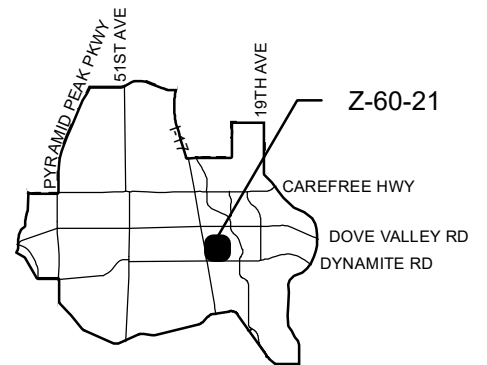 PYRAMID PEAK PKWY
51ST AVE
19TH AVE
Z-60-21
I-17
CAREFREE HWY
DOVE VALLEY RD
DYNAMITE RD